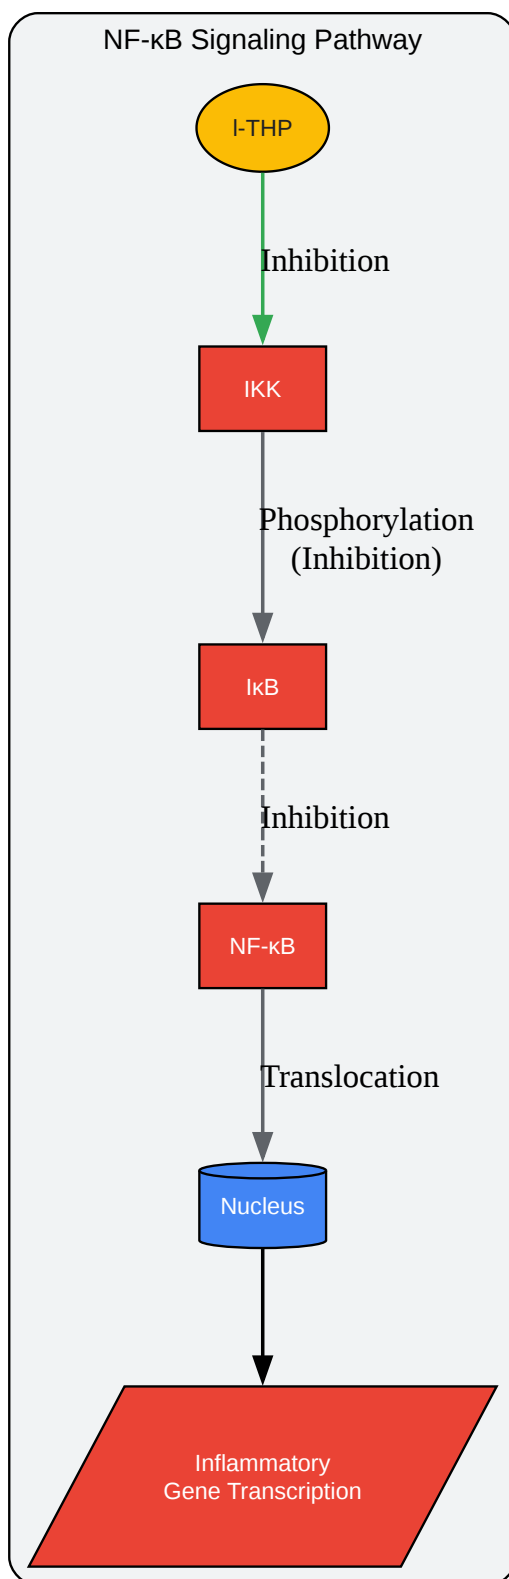 NF-κB Signaling Pathway
l-THP
Inhibition
IKK
Phosphorylation
(Inhibition)
IκB
Inhibition
NF-κB
Translocation
Nucleus
Inflammatory
Gene Transcription